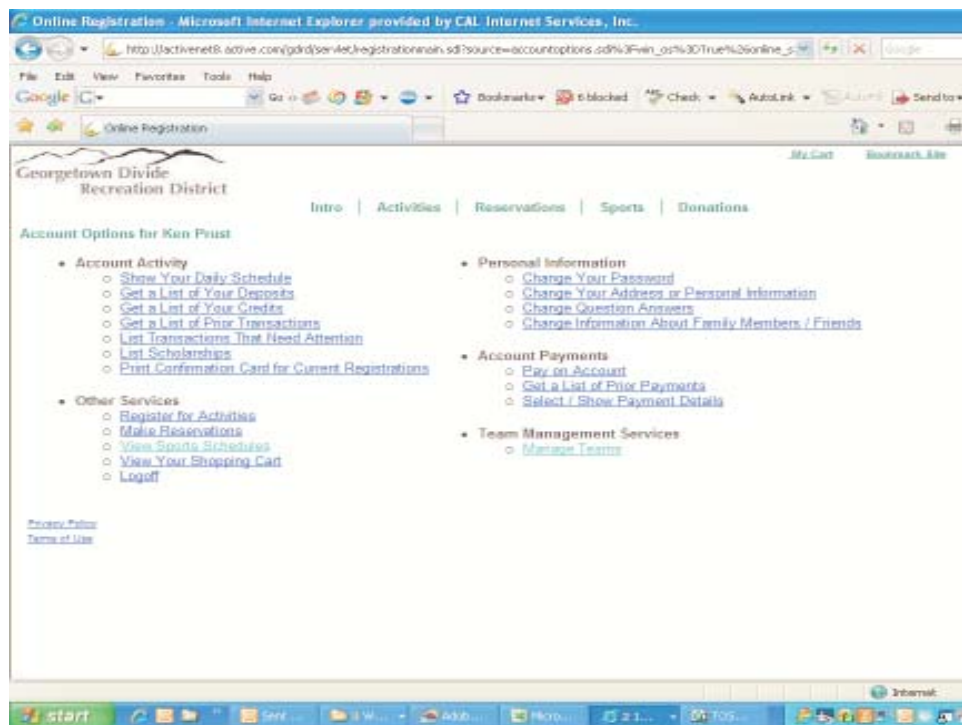 Online Registration - Microsoft Internet Explorer provided by CAL Internet Services, Inc.
File Edit View Favorites Tools Help
Google Go Bookmarks 6 blocked Check AutoLink Send to
Online Registration
My Cart Bookmark Site
Georgetown Divide
Recreation District
Intro | Activities | Reservations | Sports | Donations
Account Options for Ken Prust
• Account Activity
○ Show Your Daily Schedule
○ Get a List of Your Deposits
○ Get a List of Your Credits
○ Get a List of Prior Transactions
○ List Transactions That Need Attention
○ List Scholarships
○ Print Confirmation Card for Current Registrations
• Other Services
○ Register for Activities
○ Make Reservations
○ View Sports Schedules
○ View Your Shopping Cart
○ Logoff
• Personal Information
○ Change Your Password
○ Change Your Address or Personal Information
○ Change Question Answers
○ Change Information About Family Members / Friends
• Account Payments
○ Pay on Account
○ Get a List of Prior Payments
○ Select / Show Payment Details
• Team Management Services
○ Manage Teams
Privacy Policy
Terms of Use
Internet
start